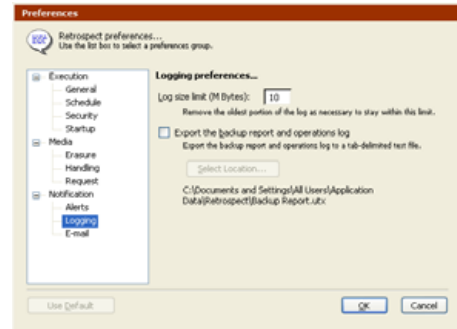 Preferences
Retrospect preferences...
Use the list box to select a preferences group.
Execution
General
Schedule
Security
Startup
Media
Erasure
Handling
Request
Notification
Alerts
Logging
E-mail
Logging preferences...
Log size limit (M Bytes): 10
Remove the oldest portion of the log as necessary to stay within this limit.
Export the backup report and operations log
Export the backup report and operations log to a tab-delimited text file.
Select Location...
C:\Documents and Settings\All Users\Application
Data\Retrospect\Backup Report.utx
Use Default
OK
Cancel